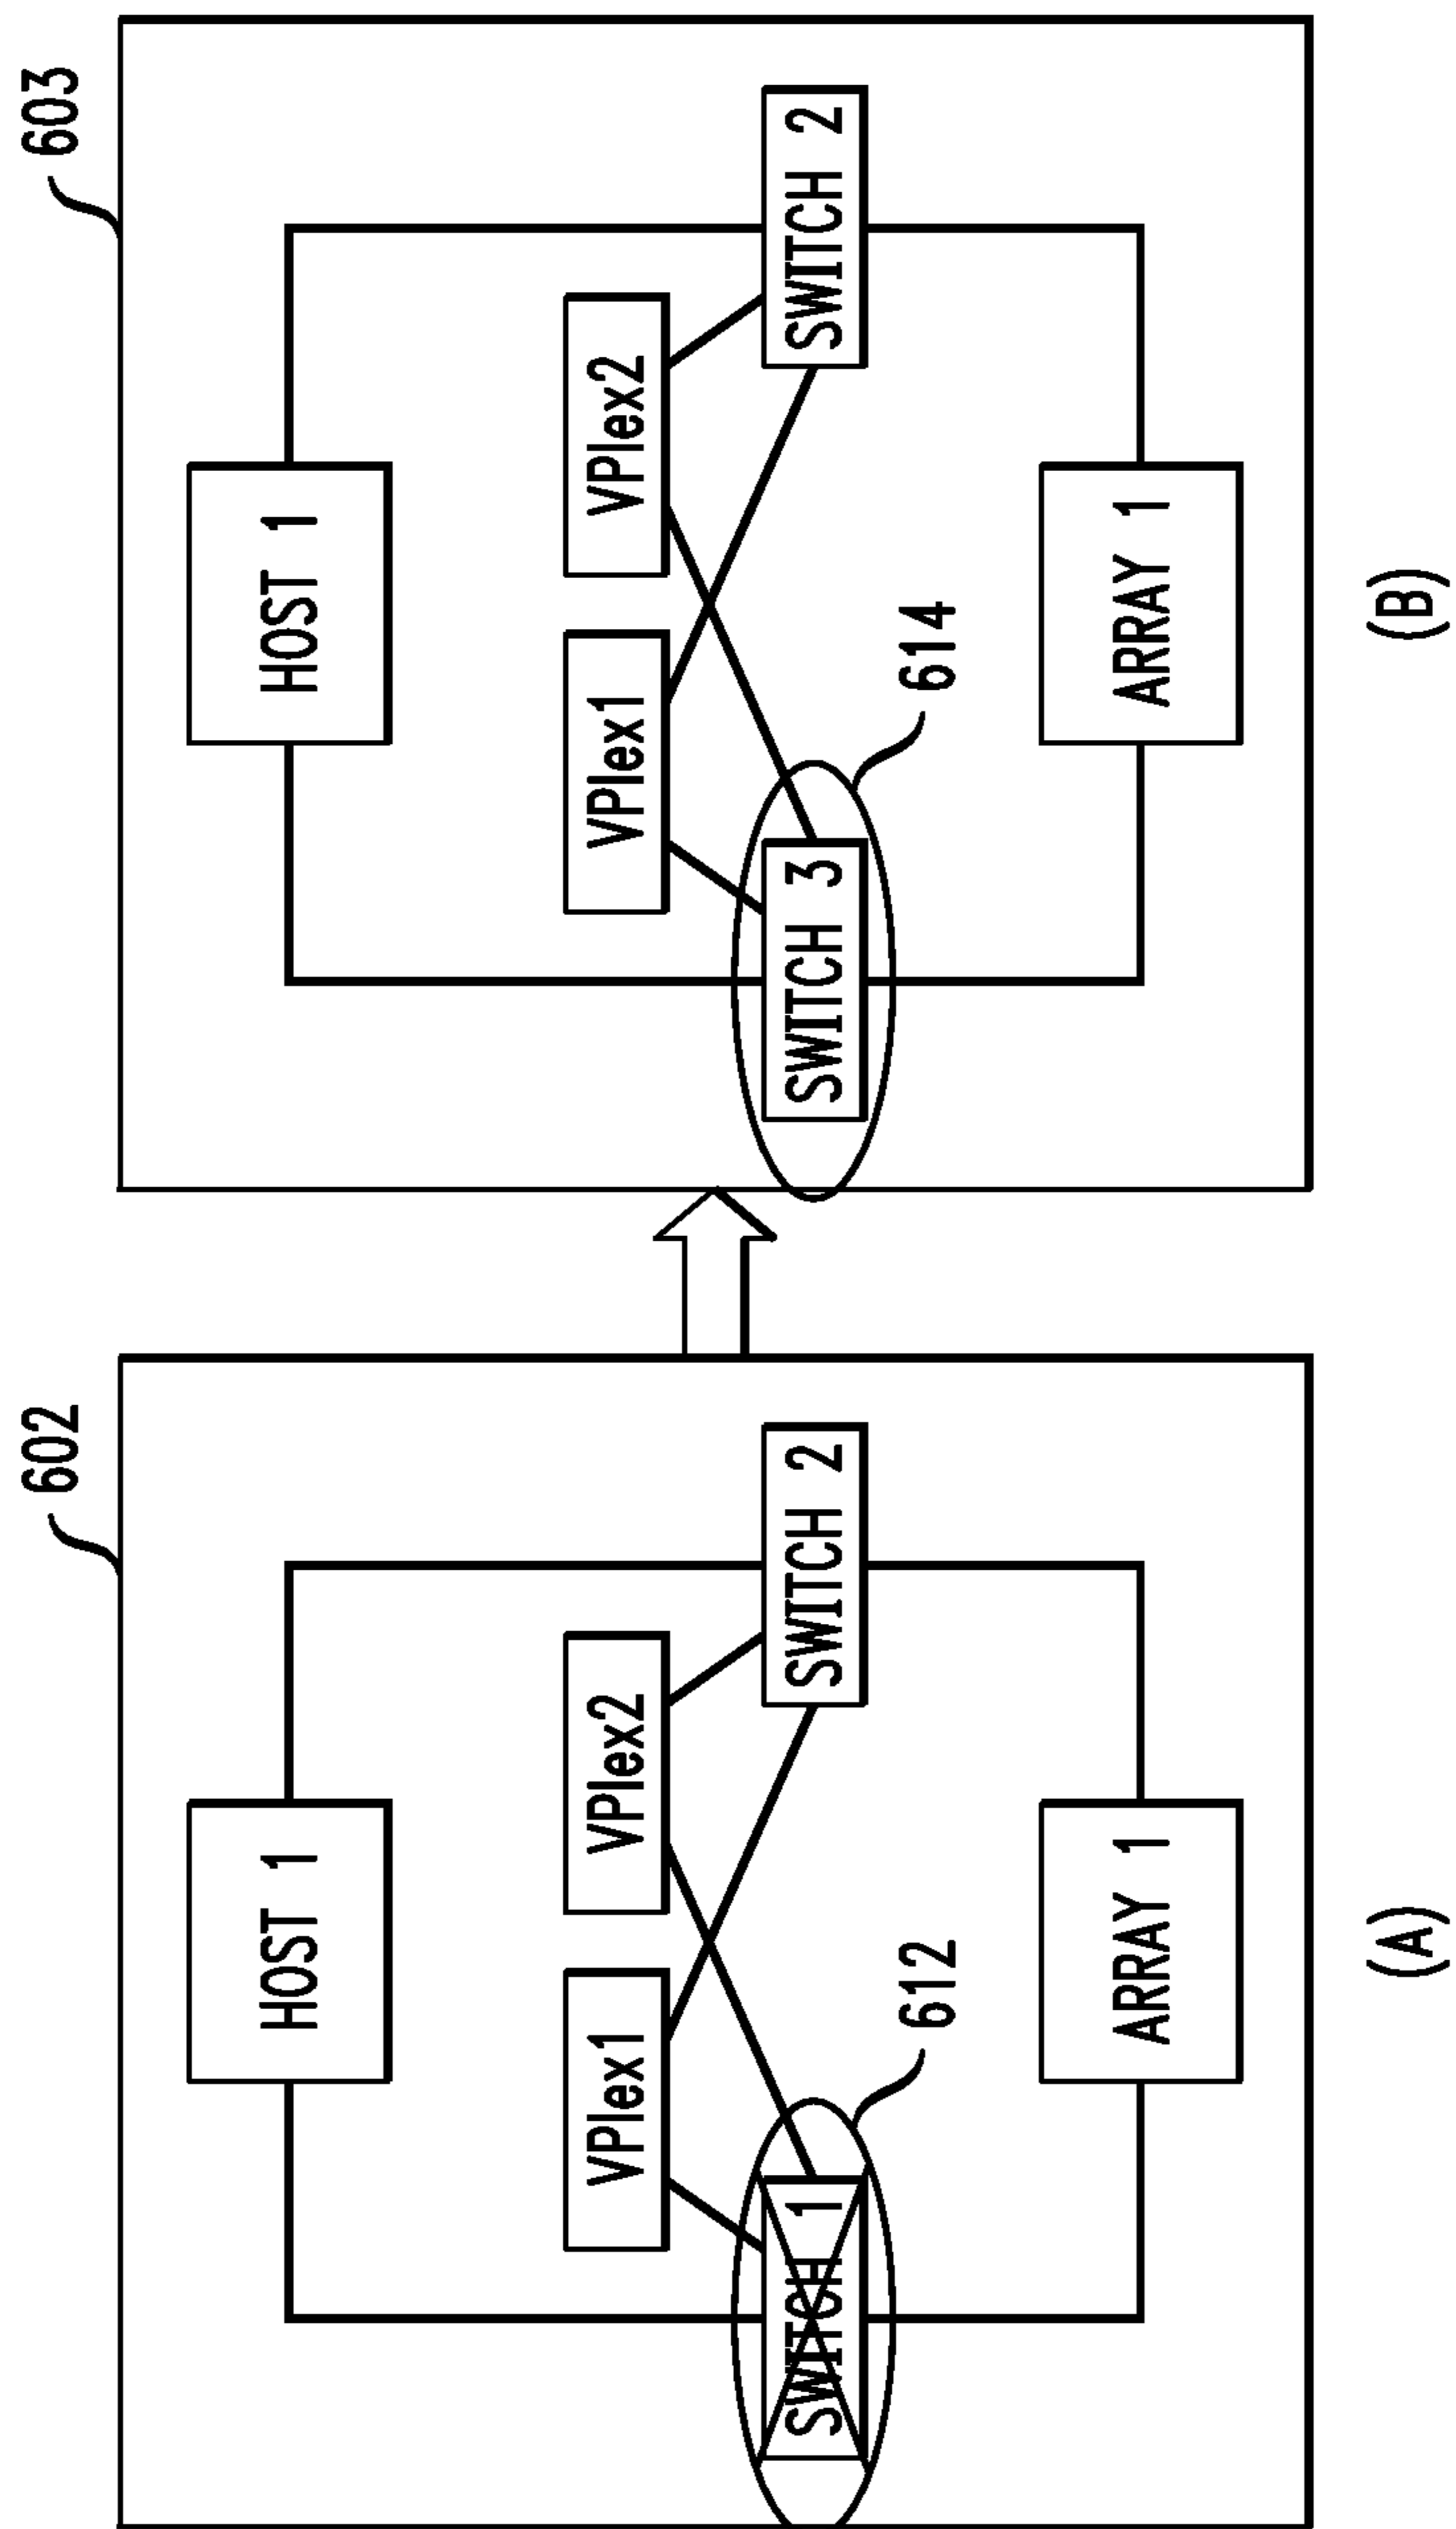 602
HOST 1
VPlex1
VPlex2
SWITCH 1
SWITCH 2
612
ARRAY 1
(A)
603
HOST 1
VPlex1
VPlex2
SWITCH 3
SWITCH 2
614
ARRAY 1
(B)